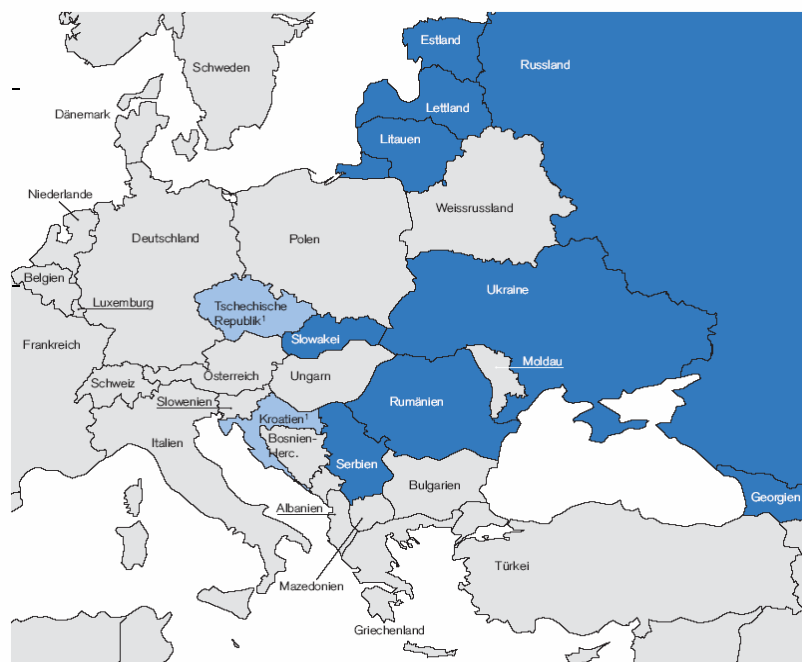 Estland
Schweden
Russland
Lettland
Dänemark
Litauen
Niederlande
Weissrussland
Deutschland
Polen
Belgien
Ukraine
Luxemburg
Tschechische
Republik¹
Slowakei
Frankreich
Moldau
Österreich
Ungarn
Schweiz
Slowenien
Rumänien
Kroatien¹
Italien
Bosnien-
Herc.
Serbien
Bulgarien
Georgien
Albanien
Türkei
Mazedonien
Griechenland